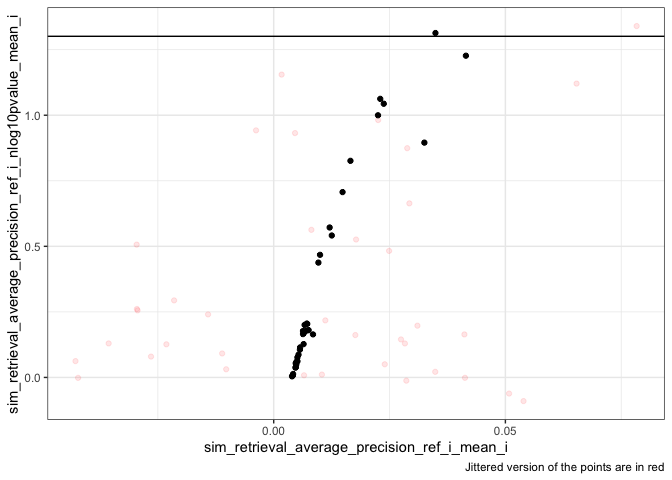 sim_retrieval_average_precision_ref_i_nlog10pvalue_mean_i
1.0
0.5
0.0
0.00
0.05
sim_retrieval_average_precision_ref_i_mean_i
Jittered version of the points are in red